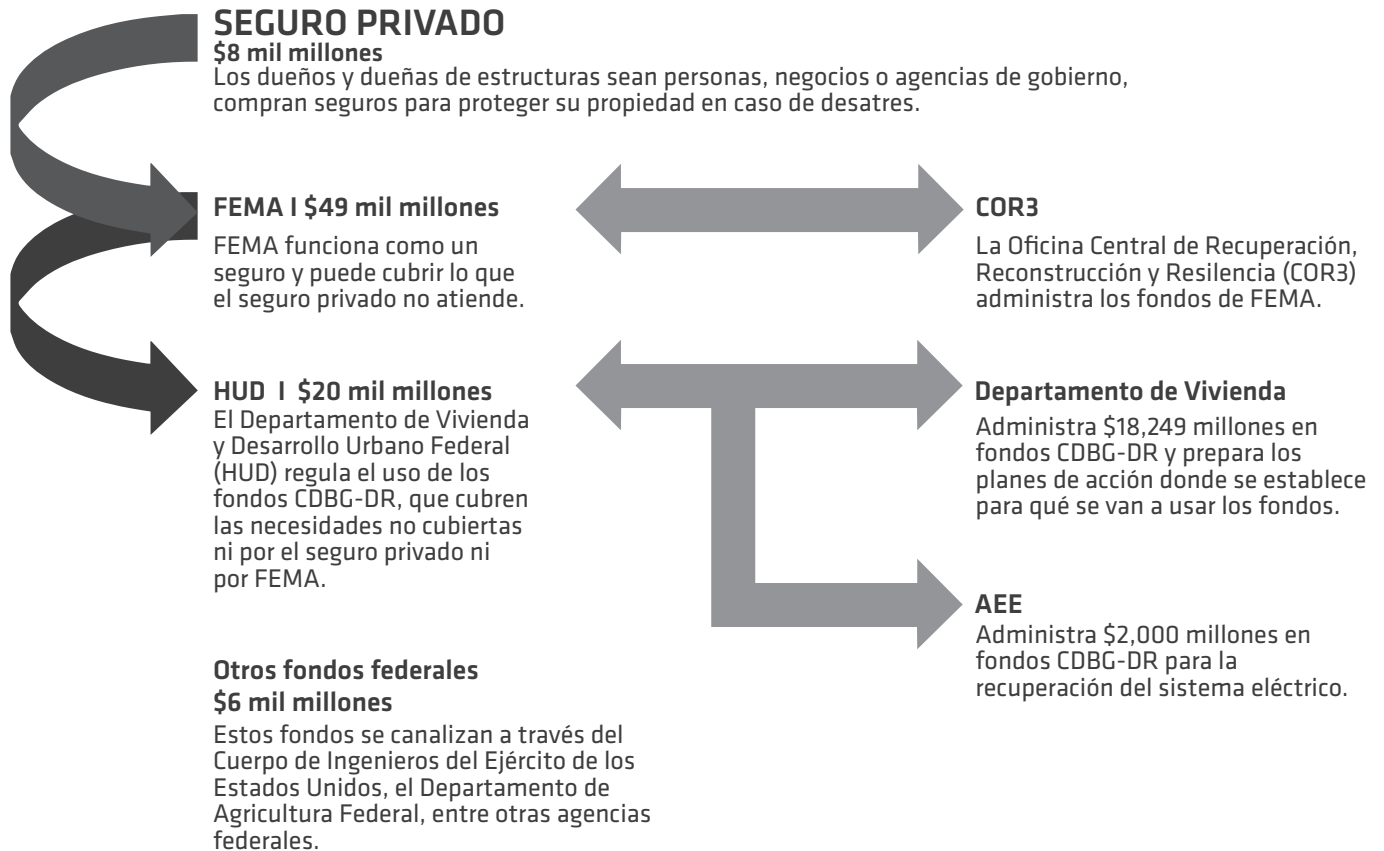 SEGURO PRIVADO
$8 mil millones
Los dueños y dueñas de estructuras sean personas, negocios o agencias de gobierno,
compran seguros para proteger su propiedad en caso de desatres.
FEMA I $49 mil millones
FEMA funciona como un
seguro y puede cubrir lo que
el seguro privado no atiende.
COR3
La Oficina Central de Recuperación,
Reconstrucción y Resilencia (COR3)
administra los fondos de FEMA.
HUD I $20 mil millones
El Departamento de Vivienda
y Desarrollo Urbano Federal
(HUD) regula el uso de los
fondos CDBG-DR, que cubren
las necesidades no cubiertas
ni por el seguro privado ni
por FEMA.
Departamento de Vivienda
Administra $18,249 millones en
fondos CDBG-DR y prepara los
planes de acción donde se establece
para qué se van a usar los fondos.
AEE
Administra $2,000 millones en
fondos CDBG-DR para la
recuperación del sistema eléctrico.
Otros fondos federales
$6 mil millones
Estos fondos se canalizan a través del
Cuerpo de Ingenieros del Ejército de los
Estados Unidos, el Departamento de
Agricultura Federal, entre otras agencias
federales.